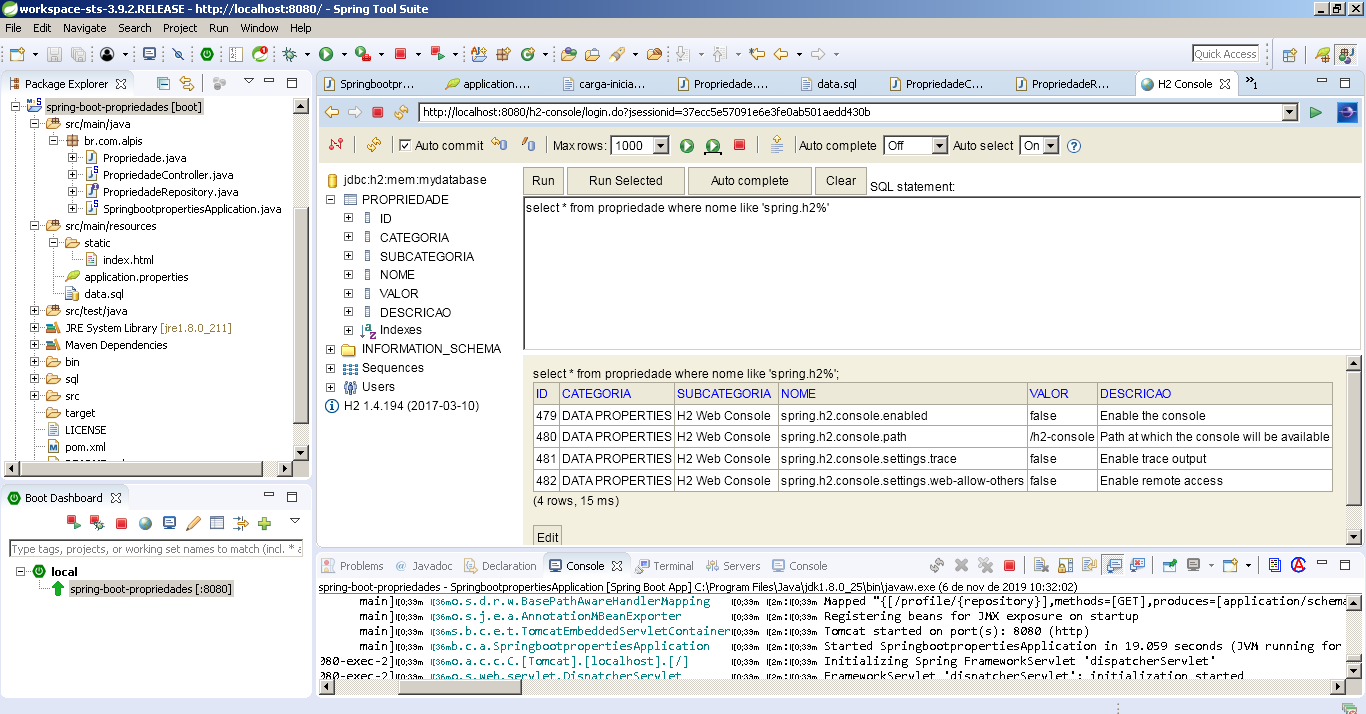 workspace-sts-3.9.2.RELEASE - http://localhost:8080/ - Spring Tool Suite
File Edit Navigate Search Project Run Window Help
Quick Access
Package Explorer
spring-boot-propriedades [boot]
src/main/java
br.com.alpis
Propriedade.java
PropriedadeController.java
PropriedadeRepository.java
SpringbootpropertiesApplication.java
src/main/resources
static
index.html
application.properties
data.sql
src/test/java
JRE System Library [jre1.8.0_211]
Maven Dependencies
bin
sql
src
target
LICENSE
pom.xml
Boot Dashboard
Type tags, projects, or working set names to match (incl. * a
local
spring-boot-propriedades [:8080]
Springbootpr... application.... carga-inicia... Propriedade.... data.sql PropriedadeC... PropriedadeR... H2 Console »1
http://localhost:8080/h2-console/login.do?jsessionid=37ecc5e57091e6e3fe0ab501aedd430b
Auto commit Max rows: 1000 Auto complete Off Auto select On
jdbc:h2:mem:mydatabase
PROPRIEDADE
ID
CATEGORIA
SUBCATEGORIA
NOME
VALOR
DESCRICAO
Indexes
INFORMATION_SCHEMA
Sequences
Users
H2 1.4.194 (2017-03-10)
Run Run Selected Auto complete Clear SQL statement:
select * from propriedade where nome like 'spring.h2%'
select * from propriedade where nome like 'spring.h2%';
ID CATEGORIA SUBCATEGORIA NOME VALOR DESCRICAO
479 DATA PROPERTIES H2 Web Console spring.h2.console.enabled false Enable the console
480 DATA PROPERTIES H2 Web Console spring.h2.console.path /h2-console Path at which the console will be available
481 DATA PROPERTIES H2 Web Console spring.h2.console.settings.trace false Enable trace output
482 DATA PROPERTIES H2 Web Console spring.h2.console.settings.web-allow-others false Enable remote access
(4 rows, 15 ms)
Edit
Problems Javadoc Declaration Console Terminal Servers Console
spring-boot-propriedades - SpringbootpropertiesApplication [Spring Boot App] C:\Program Files\Java\jdk1.8.0_25\bin\javaw.exe (6 de nov de 2019 10:32:02)
main] [0;39m [36mo.s.d.r.w.BasePathAwareHandlerMapping [0;39m [2m: [0;39m Mapped "{[/profile/{repository}],methods=[GET],produces=[application/schema
main] [0;39m [36mo.s.j.e.a.AnnotationMBeanExporter [0;39m [2m: [0;39m Registering beans for JMX exposure on startup
main] [0;39m [36ms.b.c.e.t.TomcatEmbeddedServletContainer [0;39m [2m: [0;39m Tomcat started on port(s): 8080 (http)
main] [0;39m [36mb.c.a.SpringbootpropertiesApplication [0;39m [2m: [0;39m Started SpringbootpropertiesApplication in 19.059 seconds (JVM running for
080-exec-2] [0;39m [36mo.a.c.c.C.[Tomcat].[localhost].[/] [0;39m [2m: [0;39m Initializing Spring FrameworkServlet 'dispatcherServlet'
080-exec-2] [0;39m [36mo.s.web.servlet.DispatcherServlet [0;39m [2m: [0;39m FrameworkServlet 'dispatcherServlet': initialization started